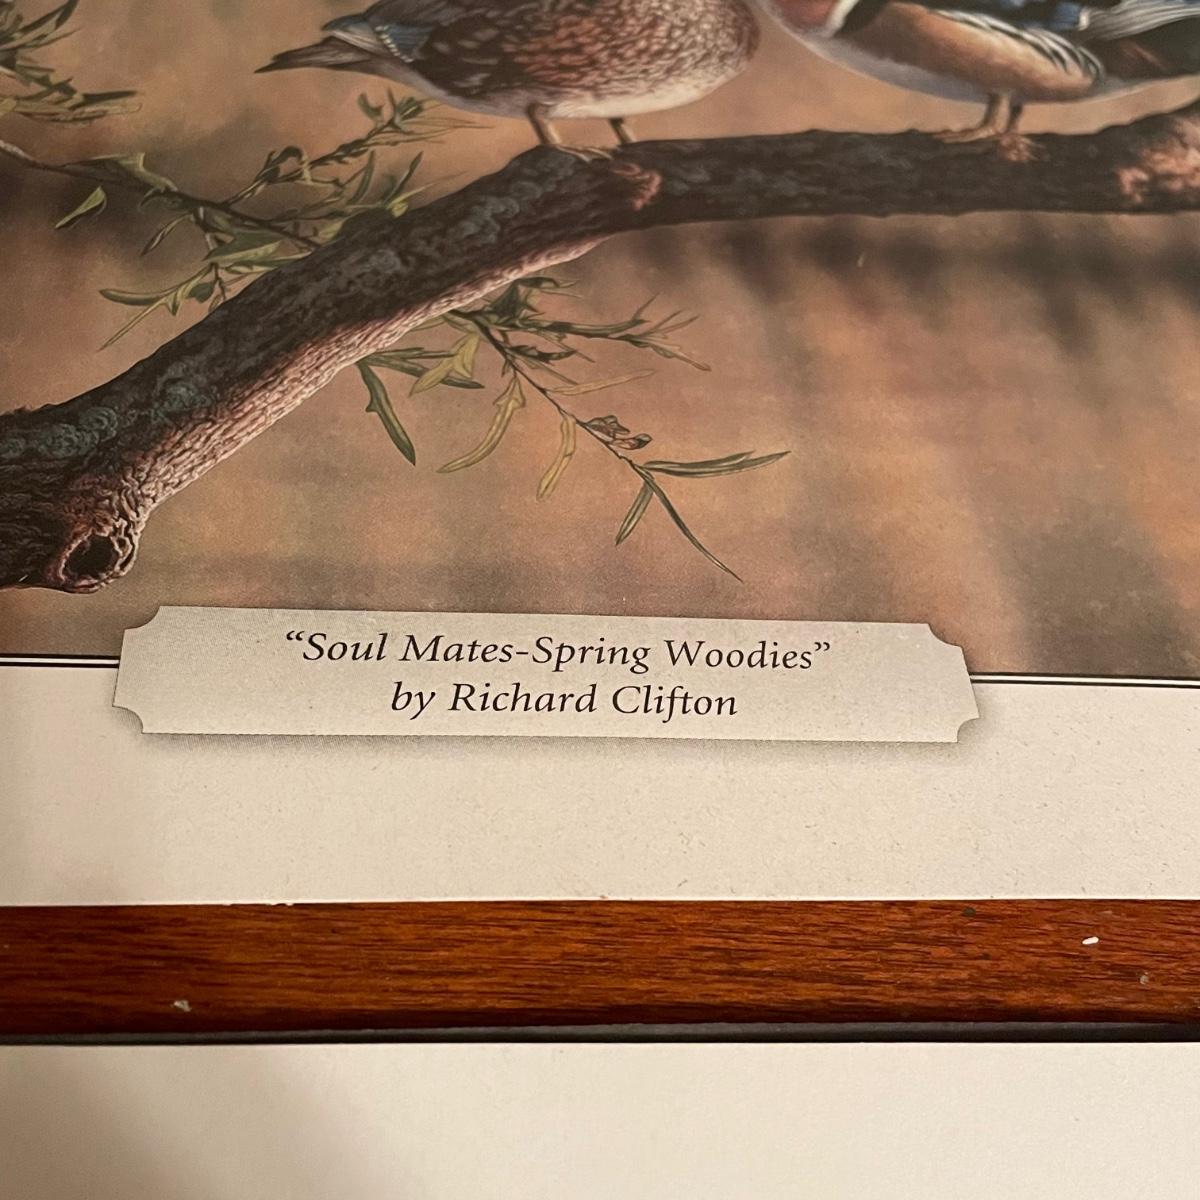 “Soul Mates-Spring Woodies”
by Richard Clifton